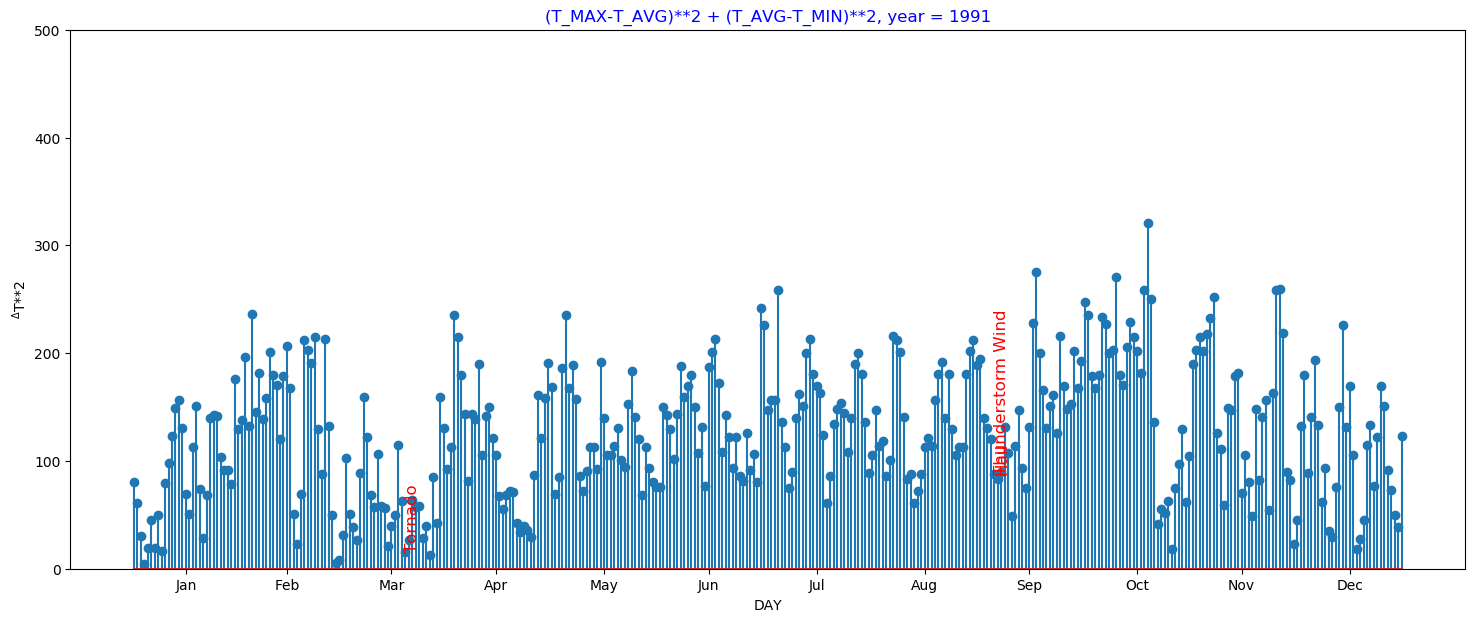 (T_MAX-T_AVG)**2 + (T_AVG-T_MIN)**2, year = 1991
500
400
300
200
100
0
ΔT**2
Tornado
Thunderstorm Wind
Jan Feb Mar Apr May Jun Jul Aug Sep Oct Nov Dec
DAY